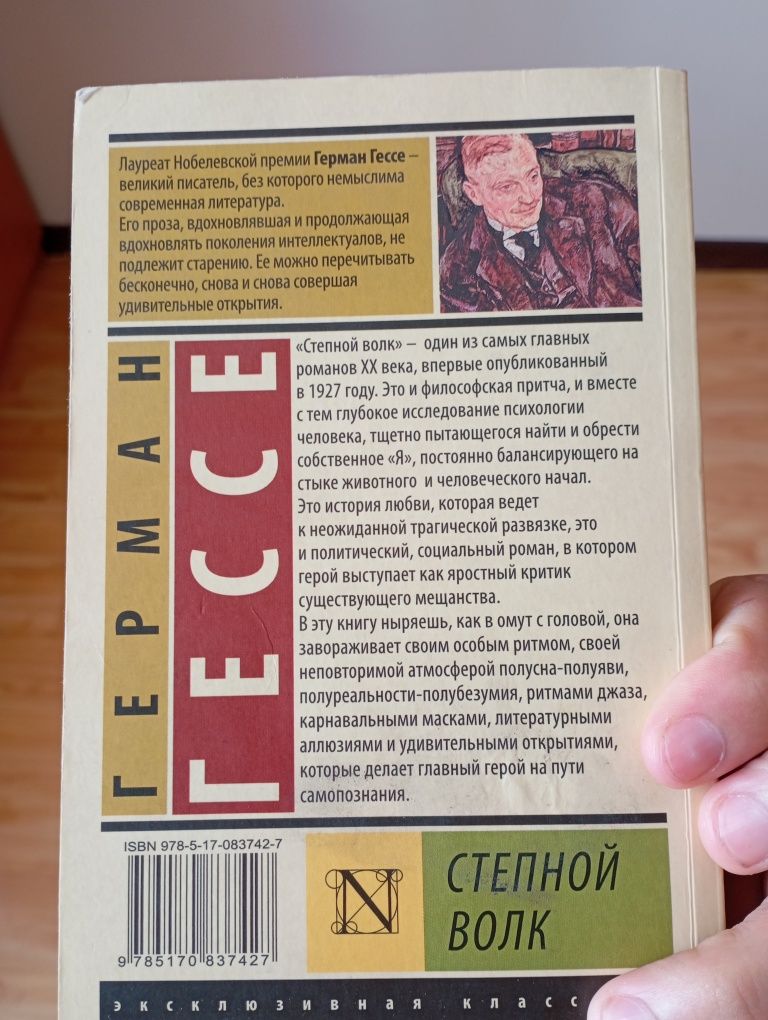 Лауреат Нобелевской премии Герман Гессе –
великий писатель, без которого немыслима
современная литература.
Его проза, вдохновлявшая и продолжающая
вдохновлять поколения интеллектуалов, не
подлежит старению. Ее можно перечитывать
бесконечно, снова и снова совершая
удивительные открытия.
ГЕРМАН
ГЕССЕ
«Степной волк» – один из самых главных
романов XX века, впервые опубликованный
в 1927 году. Это и философская притча, и вместе
с тем глубокое исследование психологии
человека, тщетно пытающегося найти и обрести
собственное «Я», постоянно балансирующего на
стыке животного и человеческого начал.
Это история любви, которая ведет
к неожиданной трагической развязке, это
и политический, социальный роман, в котором
герой выступает как яростный критик
существующего мещанства.
В эту книгу ныряешь, как в омут с головой, она
завораживает своим особым ритмом, своей
неповторимой атмосферой полусна-полуяви,
полуреальности-полубезумия, ритмами джаза,
карнавальными масками, литературными
аллюзиями и удивительными открытиями,
которые делает главный герой на пути
самопознания.
ISBN 978-5-17-083742-7
9 785170 837427
N
СТЕПНОЙ
ВОЛК
эксклюзивная класс